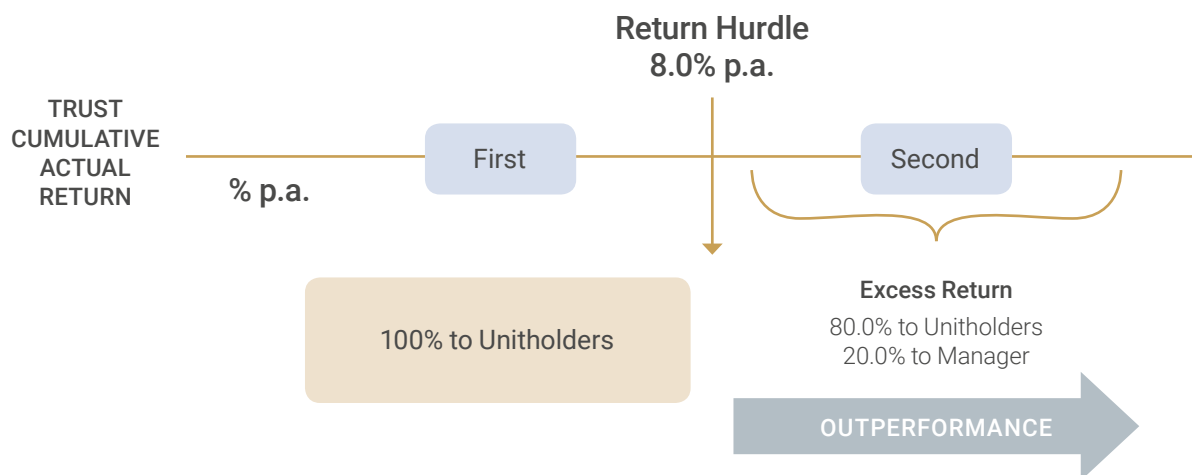 Return Hurdle
8.0% p.a.
TRUST
CUMULATIVE
ACTUAL
RETURN
First
Second
% p.a.
100% to Unitholders
Excess Return
80.0% to Unitholders
20.0% to Manager
OUTPERFORMANCE